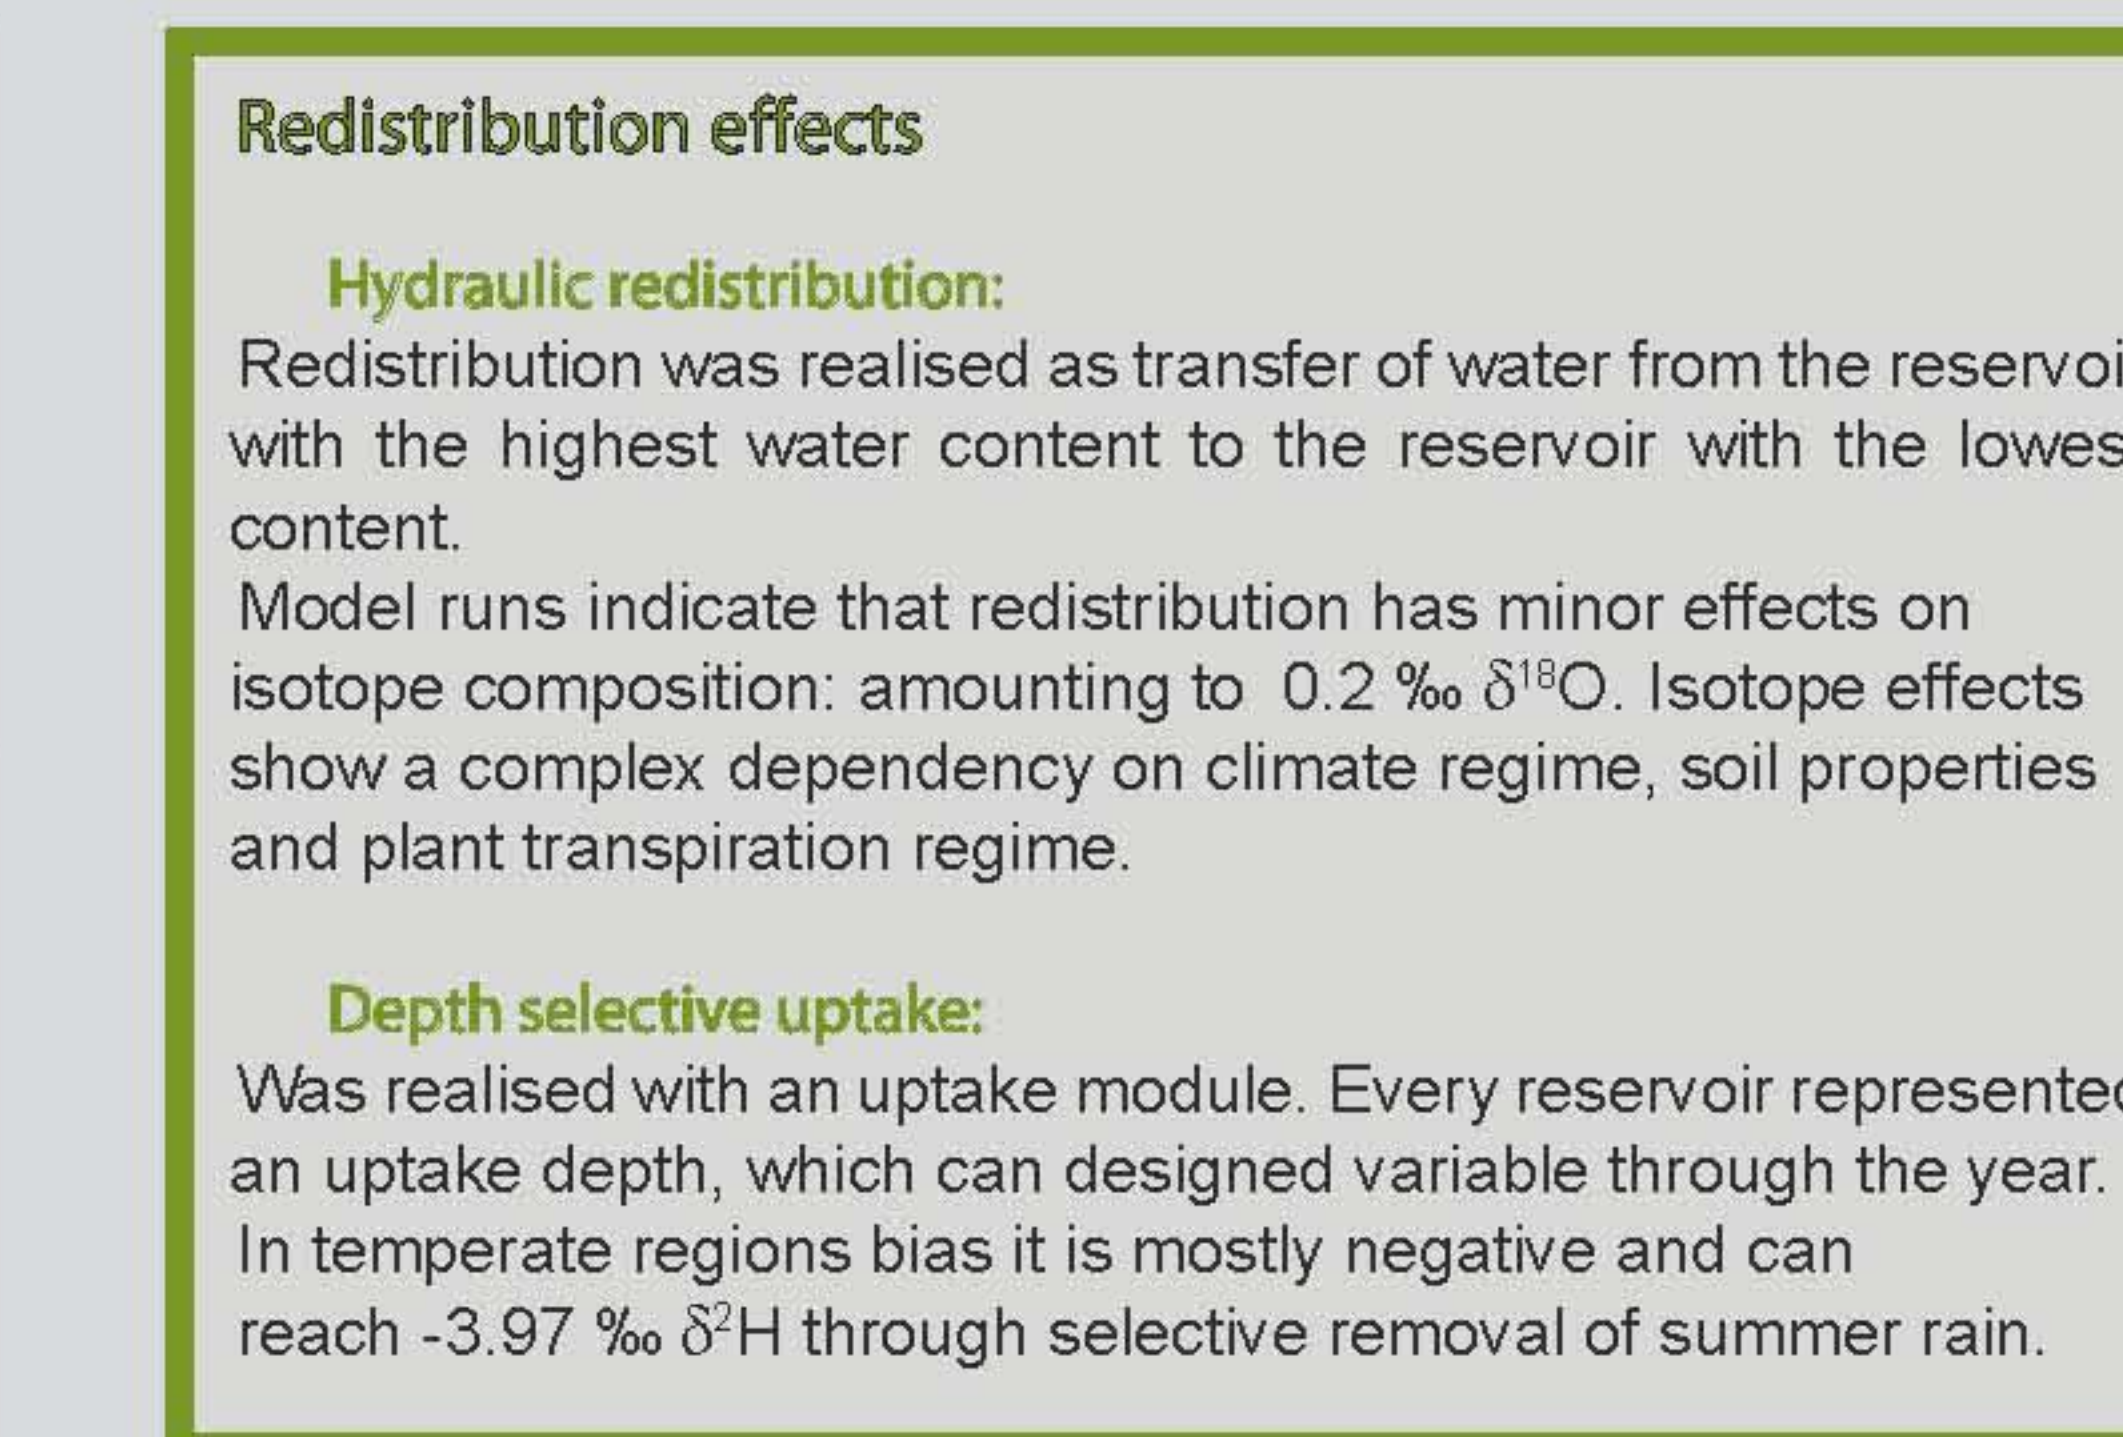 Redistribution effects
Hydraulic redistribution:
Redistribution was realised as transfer of water from the reservoi
with the highest water content to the reservoir with the lowes
content.
Model runs indicate that redistribution has minor effects on
isotope composition: amounting to 0.2 ‰ δ¹⁸O. Isotope effects
show a complex dependency on climate regime, soil properties
and plant transpiration regime.
Depth selective uptake:
Was realised with an uptake module. Every reservoir represented
an uptake depth, which can designed variable through the year.
In temperate regions bias it is mostly negative and can
reach -3.97 ‰ δ²H through selective removal of summer rain.